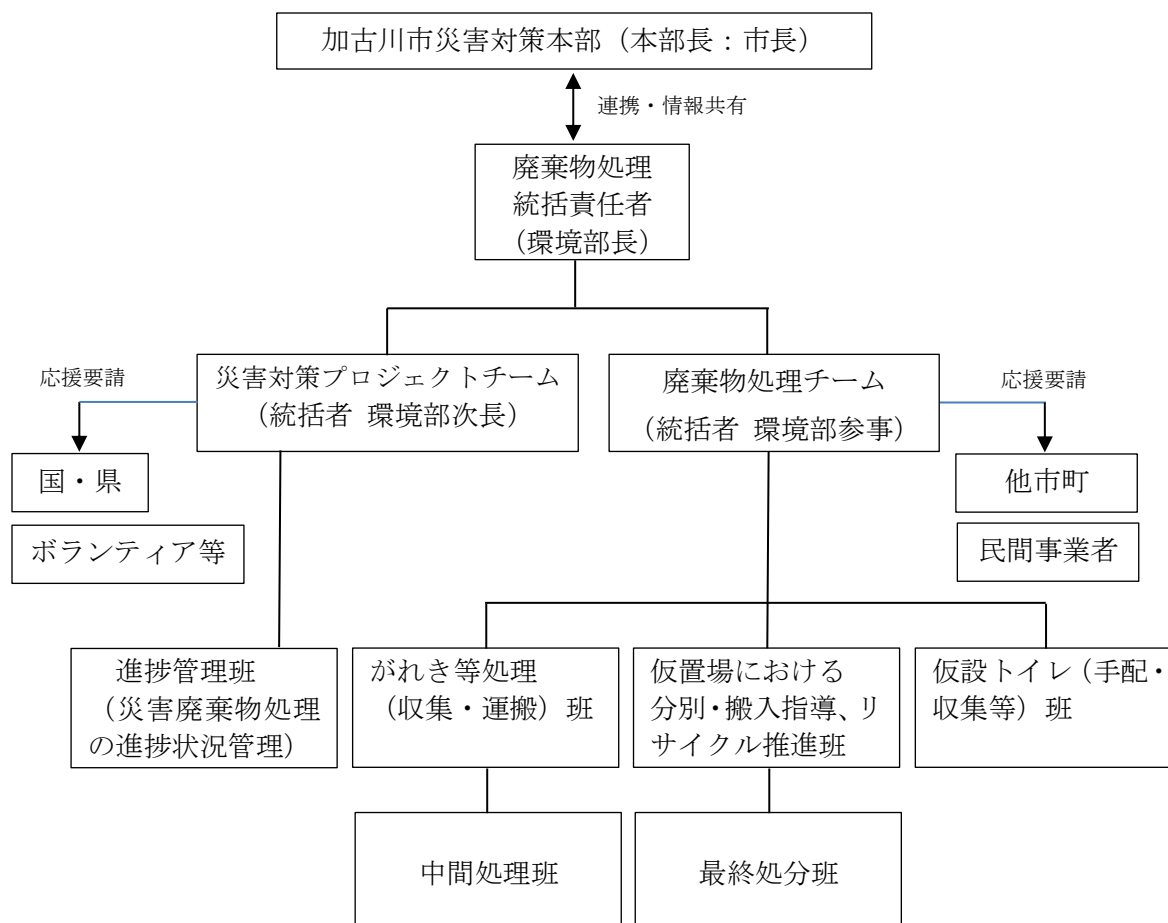 加古川市災害対策本部（本部長：市長）
連携・情報共有
廃棄物処理
統括責任者
（環境部長）
応援要請
災害対策プロジェクトチーム
（統括者 環境部次長）
廃棄物処理チーム
（統括者 環境部参事）
応援要請
国・県
ボランティア等
他市町
民間事業者
進捗管理班
（災害廃棄物処理
の進捗状況管理）
がれき等処理
（収集・運搬）班
仮置場における
分別・搬入指導、リ
サイクル推進班
仮設トイレ（手配・
収集等）班
中間処理班
最終処分班